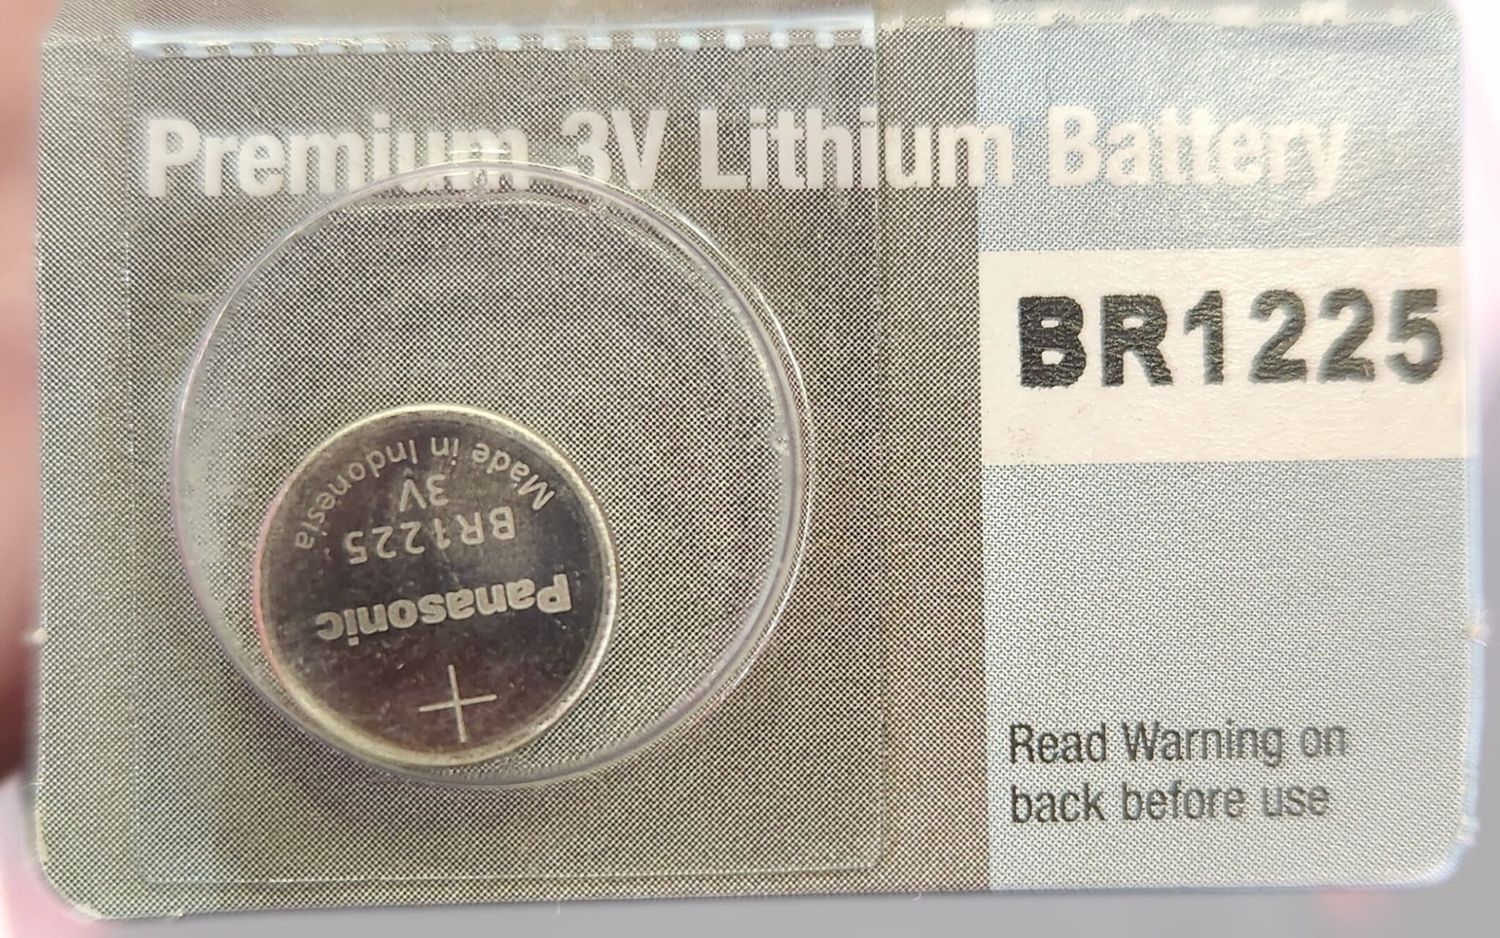 Premium 3V Lithium Battery
BR1225
Panasonic
BR1225
3V
Made in Indonesia
+
Read Warning on
back before use